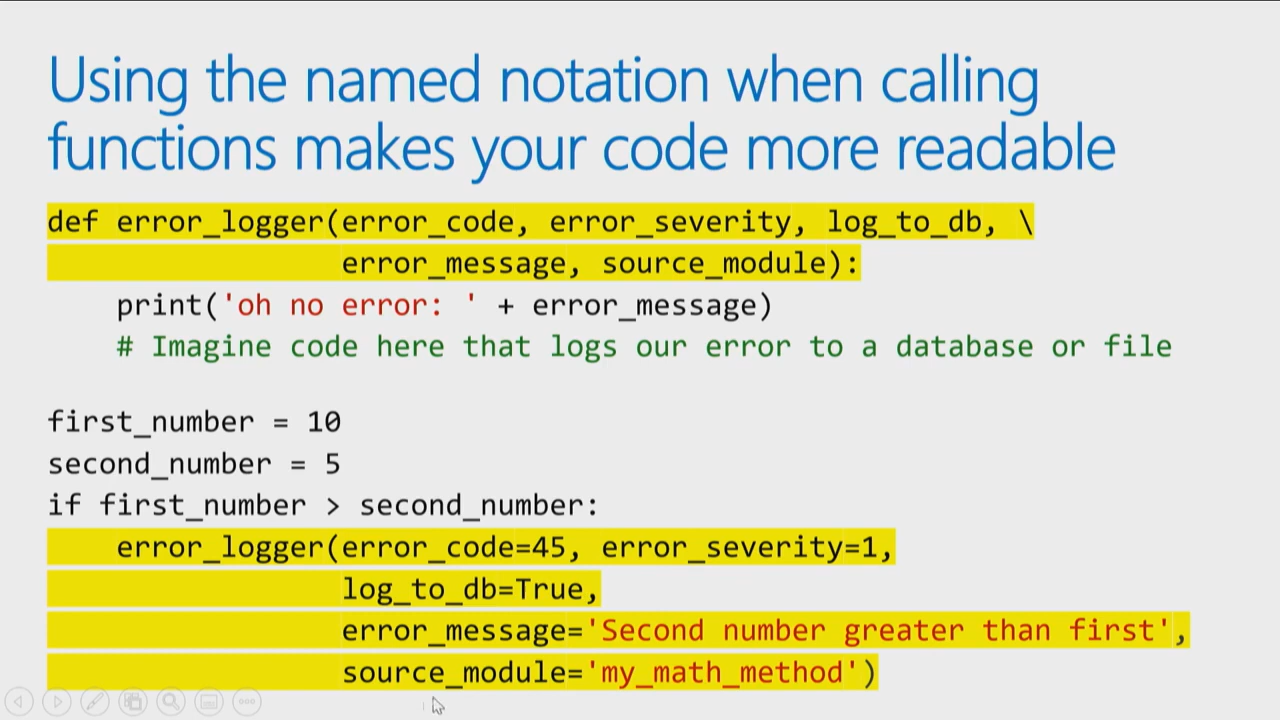 Using the named notation when calling
functions makes your code more readable
def error_logger(error_code, error_severity, log_to_db, \
                 error_message, source_module):
    print('oh no error: ' + error_message)
    # Imagine code here that logs our error to a database or file

first_number = 10
second_number = 5
if first_number > second_number:
    error_logger(error_code=45, error_severity=1,
                 log_to_db=True,
                 error_message='Second number greater than first',
                 source_module='my_math_method')